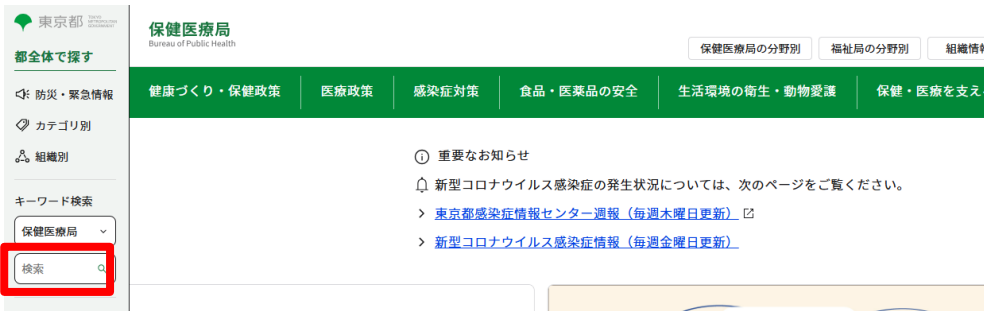 東京都 TOKYO METROPOLITAN GOVERNMENT
都全体で探す
防災・緊急情報
カテゴリ別
組織別
キーワード検索
保健医療局
検索
保健医療局
Bureau of Public Health
保健医療局の分野別 福祉局の分野別 組織情報
健康づくり・保健政策 医療政策 感染症対策 食品・医薬品の安全 生活環境の衛生・動物愛護 保健・医療を支え
重要なお知らせ
新型コロナウイルス感染症の発生状況については、次のページをご覧ください。
東京都感染症情報センター週報（毎週木曜日更新）
新型コロナウイルス感染症情報（毎週金曜日更新）